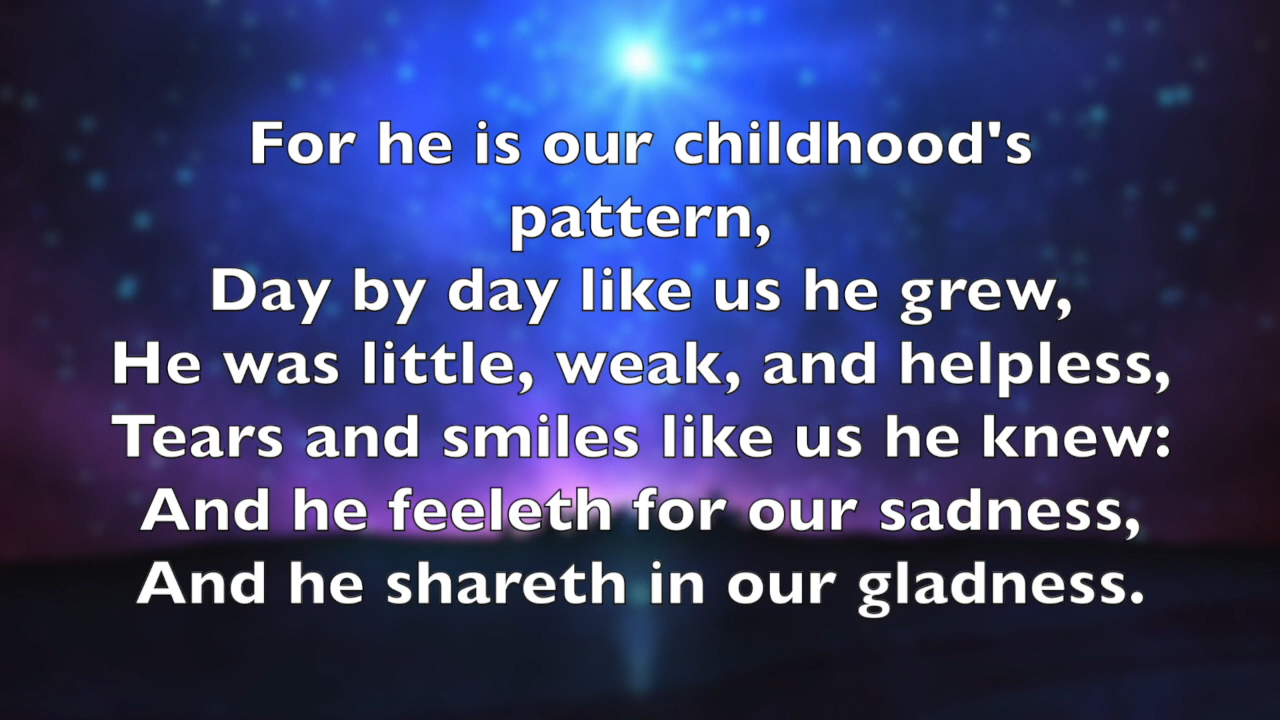 For he is our childhood's
pattern,
Day by day like us he grew,
He was little, weak, and helpless,
Tears and smiles like us he knew:
And he feeleth for our sadness,
And he shareth in our gladness.